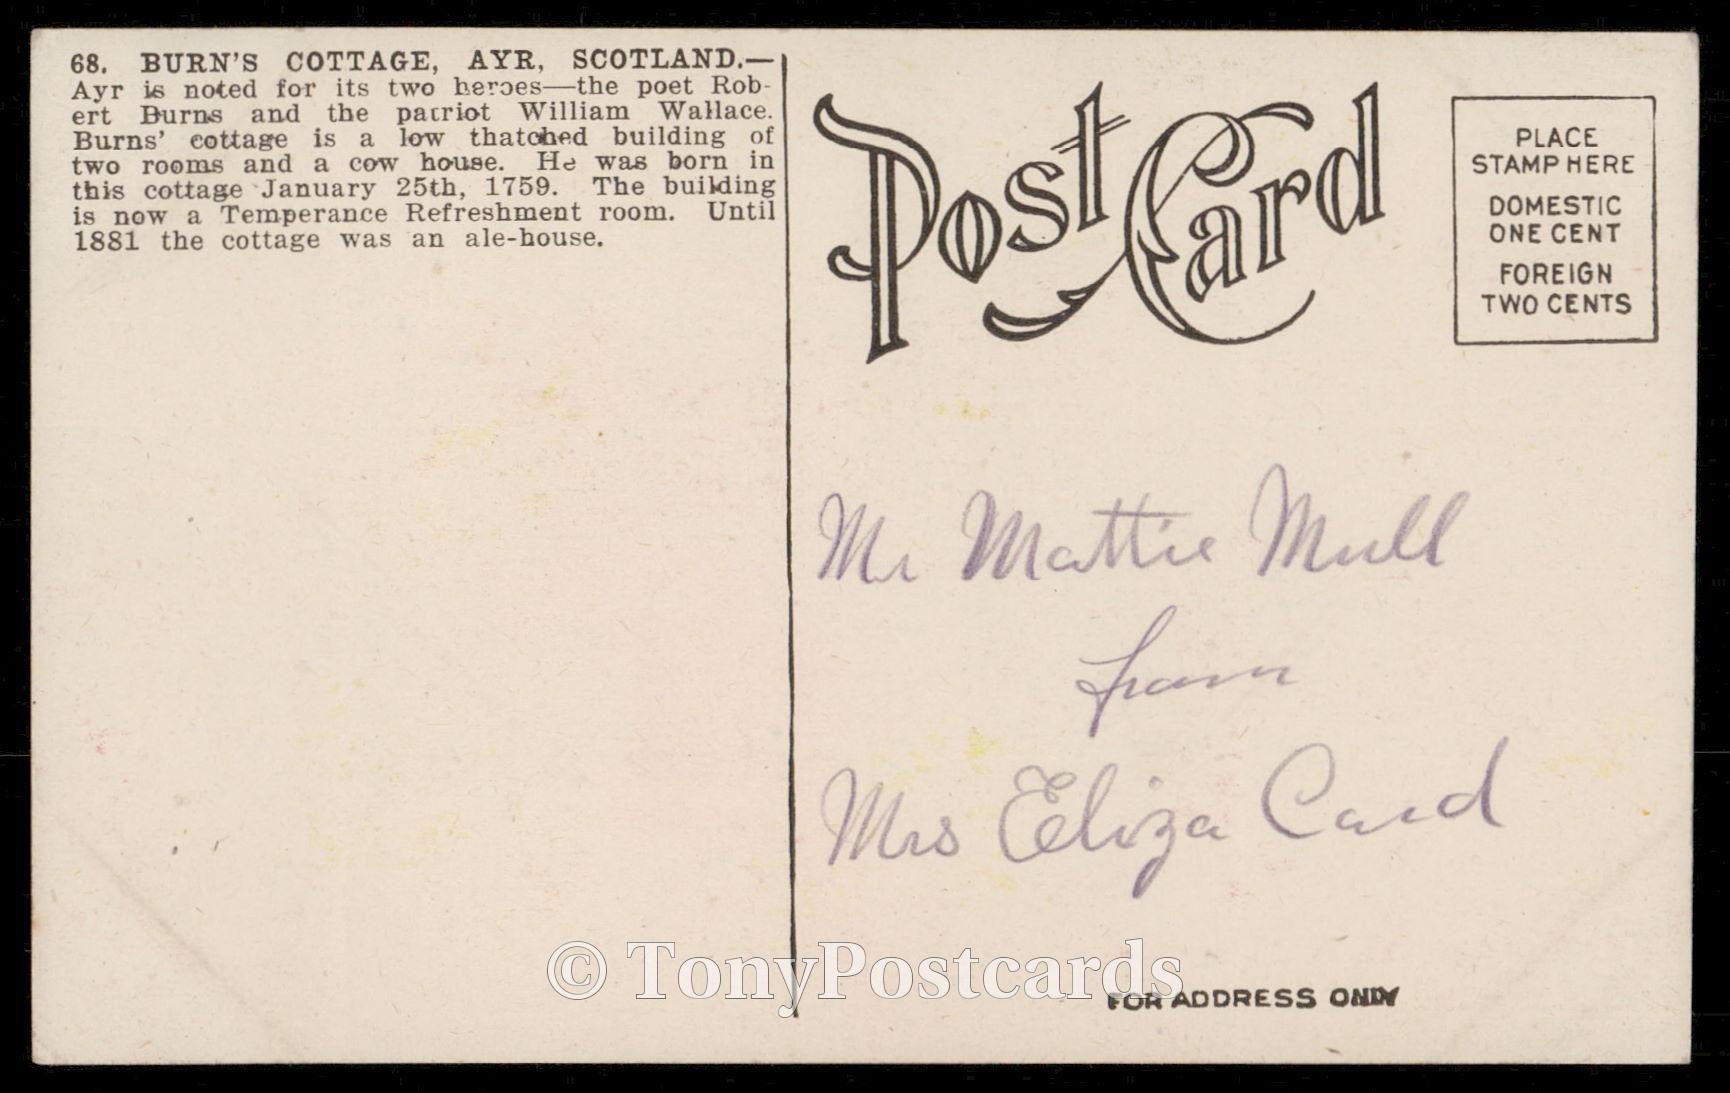 68. BURN'S COTTAGE, AYR, SCOTLAND.—
Ayr is noted for its two heroes—the poet Rob-
ert Burns and the patriot William Wallace.
Burns' cottage is a low thatched building of
two rooms and a cow house. He was born in
this cottage January 25th, 1759. The building
is now a Temperance Refreshment room. Until
1881 the cottage was an ale-house.
Post Card
PLACE
STAMP HERE
DOMESTIC
ONE CENT
FOREIGN
TWO CENTS
Mr Mattie Mull
from
Mrs Eliza Card
© TonyPostcards
FOR ADDRESS ONLY